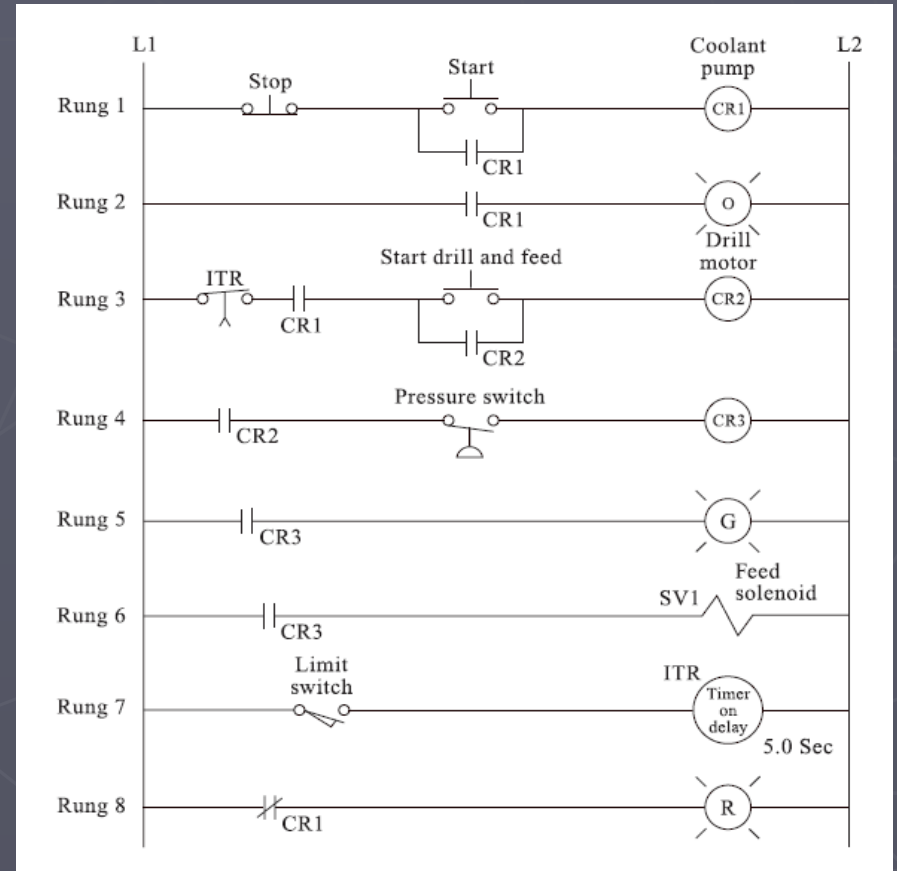 L1
Coolant
pump
L2
Stop
Start
Rung 1
CR1
CR1
Rung 2
O
CR1
Drill
motor
Start drill and feed
ITR
Rung 3
CR2
CR1
CR2
Pressure switch
Rung 4
CR3
CR2
Rung 5
G
CR3
Feed
solenoid
SV1
Rung 6
CR3
Limit
switch
ITR
Rung 7
Timer
on
delay
5.0 Sec
Rung 8
R
CR1